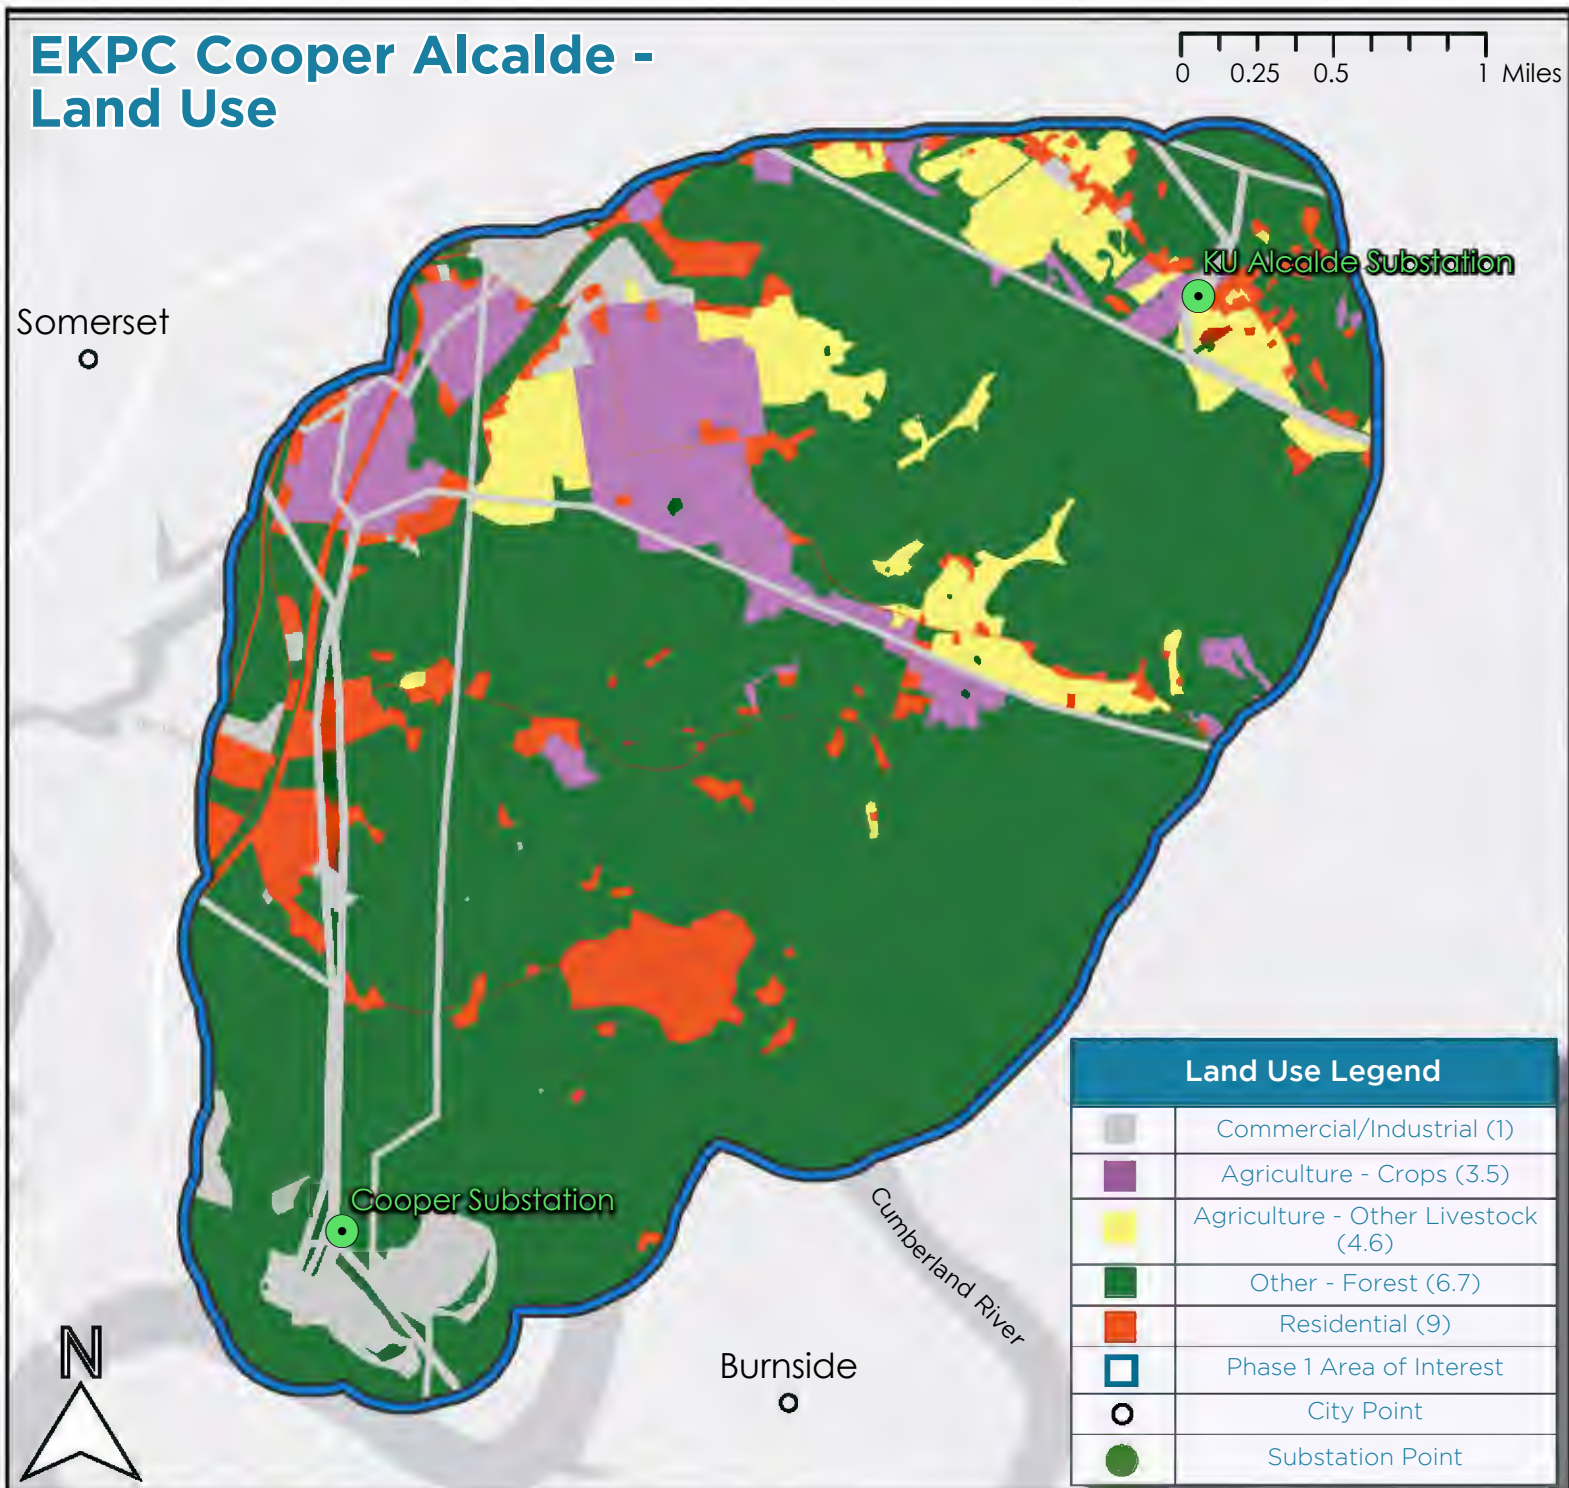 EKPC Cooper Alcalde -
Land Use
0 0.25 0.5 1 Miles
KU Alcalde Substation
Somerset
Cooper Substation
Cumberland River
Burnside
N
Land Use Legend
Commercial/Industrial (1)
Agriculture - Crops (3.5)
Agriculture - Other Livestock
(4.6)
Other - Forest (6.7)
Residential (9)
Phase 1 Area of Interest
City Point
Substation Point